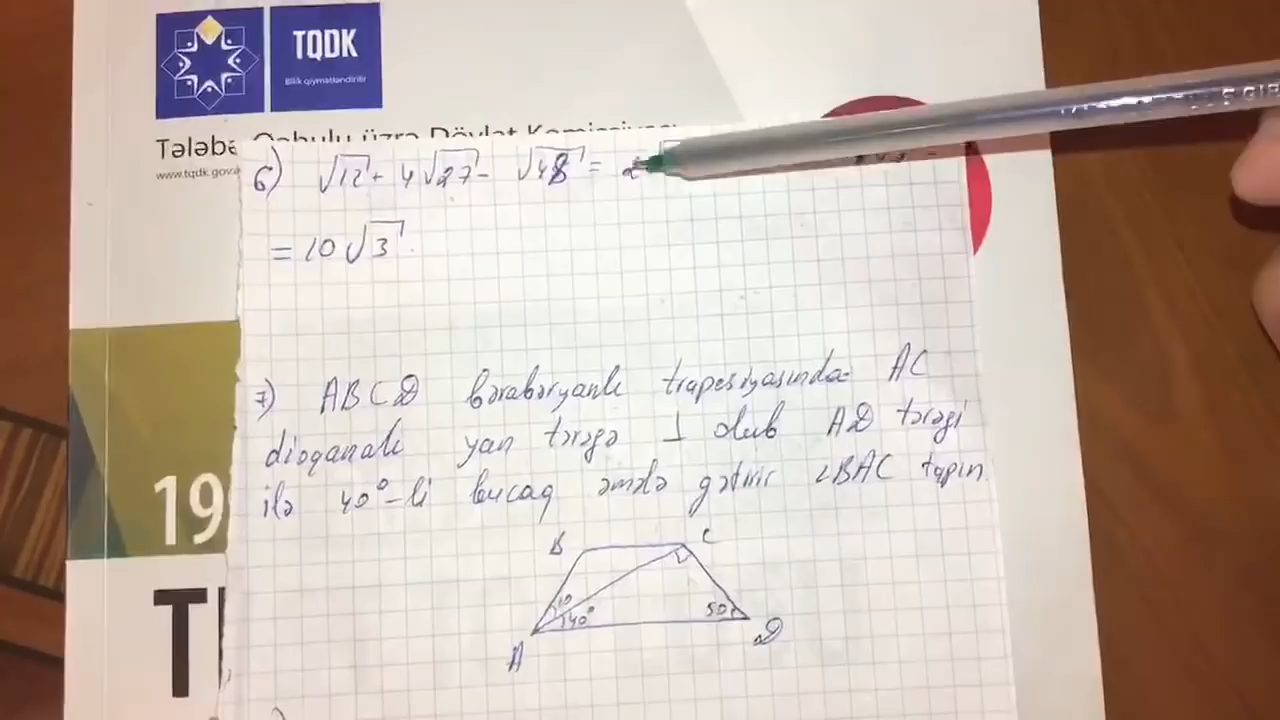 TQDK
Bilik qiymətləndirilir
Tələbə Qəbulu üzrə Dövlət Komissiyası
www.tqdk.gov.a
6) √12 + 4√27 - √48 = 2
= 10√3.
7) ABCD bərabəryanlı trapesiyasında AC
dioqanalı yan tərəfə ⊥ olub AD tərəfi
ilə 40°-li bucaq əmələ gətirir ∠BAC tapın.
B C
10 40° 50
A D
19
T